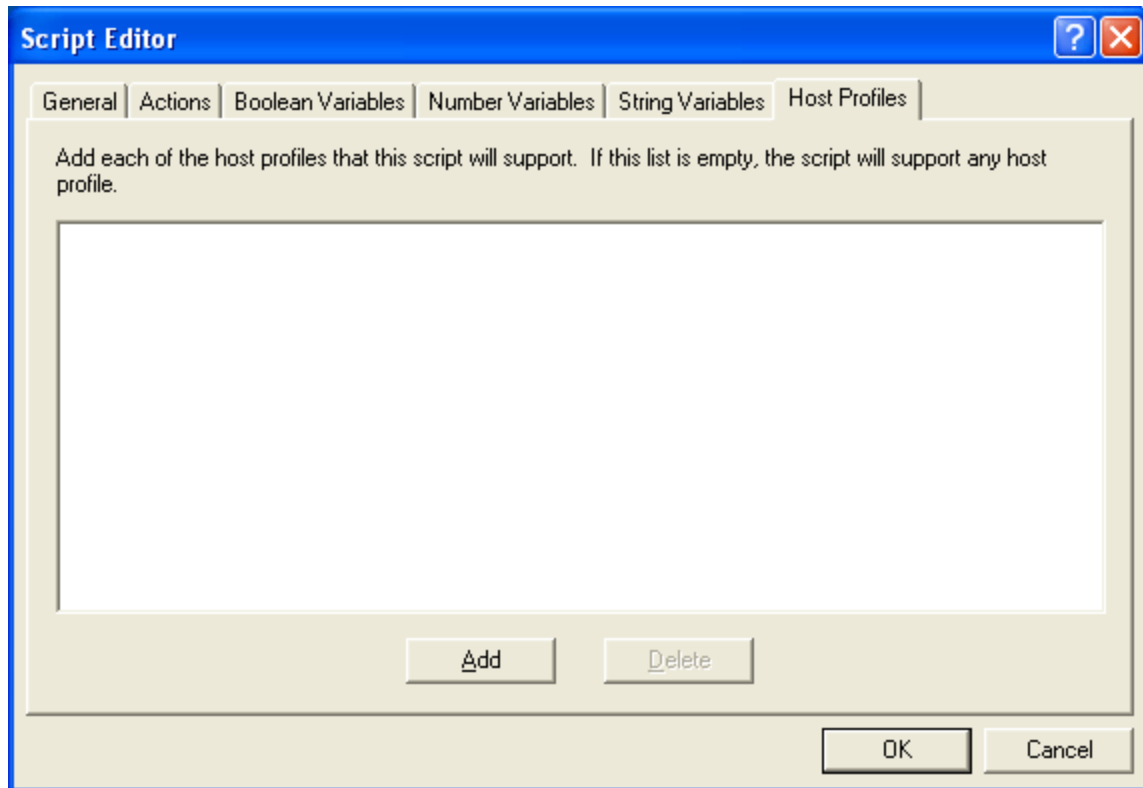 Script Editor
General Actions Boolean Variables Number Variables String Variables Host Profiles
Add each of the host profiles that this script will support. If this list is empty, the script will support any host
profile.
Add Delete
OK Cancel